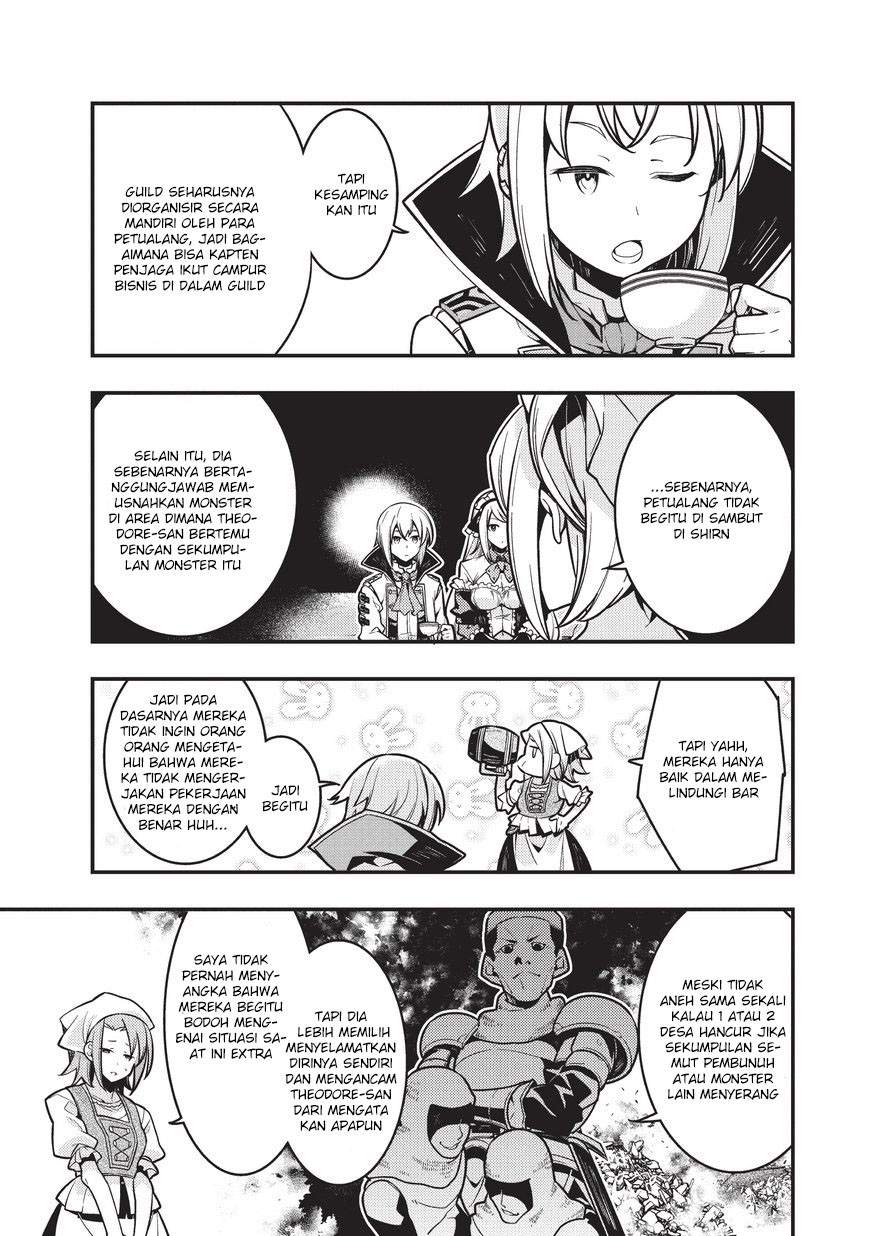 TAPI
KESAMPING
KAN ITU
GUILD SEHARUSNYA
DIORGANISIR SECARA
MANDIRI OLEH PARA
PETUALANG, JADI BAG-
AIMANA BISA KAPTEN
PENJAGA IKUT CAMPUR
BISNIS DI DALAM GUILD
...SEBENARNYA,
PETUALANG TIDAK
BEGITU DI SAMBUT
DI SHIRN
SELAIN ITU, DIA
SEBENARNYA BERTA-
NGGUNGJAWAB MEM-
USNAHKAN MONSTER
DI AREA DIMANA THEO-
DORE-SAN BERTEMU
DENGAN SEKUMPU-
LAN MONSTER ITU
TAPI YAHH,
MEREKA HANYA
BAIK DALAM ME-
LINDUNGI BAR
JADI
BEGITU
JADI PADA
DASARNYA MEREKA
TIDAK INGIN ORANG
ORANG MENGETA-
HUI BAHWA MERE-
KA TIDAK MENGER-
JAKAN PEKERJAAN
MEREKA DENGAN
BENAR HUH...
MESKI TIDAK
ANEH SAMA SEKALI
KALAU 1 ATAU 2
DESA HANCUR JIKA
SEKUMPULAN SE-
MUT PEMBUNUH
ATAU MONSTER
LAIN MENYERANG
TAPI DIA
LEBIH MEMILIH
MENYELAMATKAN
DIRINYA SENDIRI
DAN MENGANCAM
THEODORE-SAN
DARI MENGATA
KAN APAPUN
SAYA TIDAK
PERNAH MENY-
ANGKA BAHWA
MEREKA BEGITU
BODOH MENG-
ENAI SITUASI SA-
AT INI EXTRA